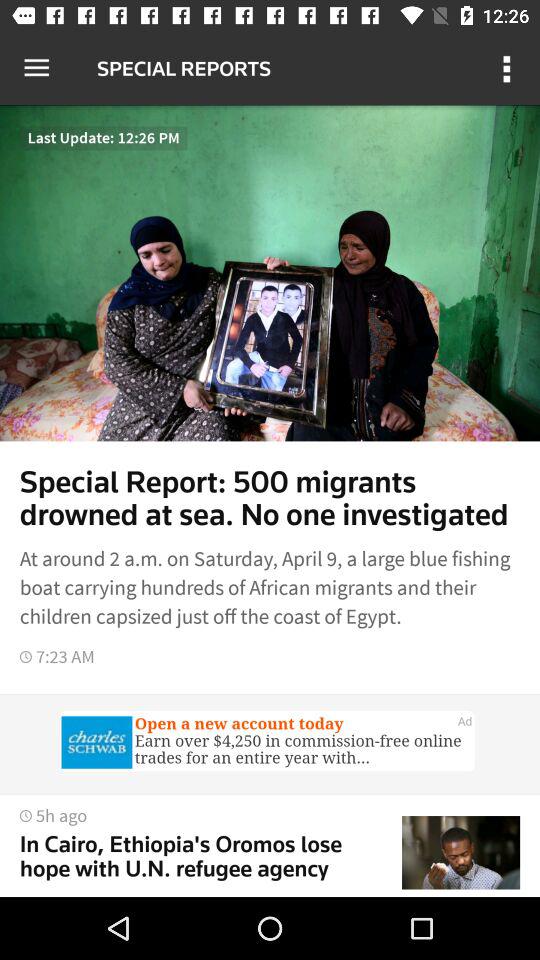 12:26
SPECIAL REPORTS
Last Update: 12:26 PM
Special Report: 500 migrants
drowned at sea. No one investigated
At around 2 a.m. on Saturday, April 9, a large blue fishing
boat carrying hundreds of African migrants and their
children capsized just off the coast of Egypt.
7:23 AM
charles
SCHWAB
Open a new account today
Ad
Earn over $4,250 in commission-free online
trades for an entire year with...
5h ago
In Cairo, Ethiopia's Oromos lose
hope with U.N. refugee agency